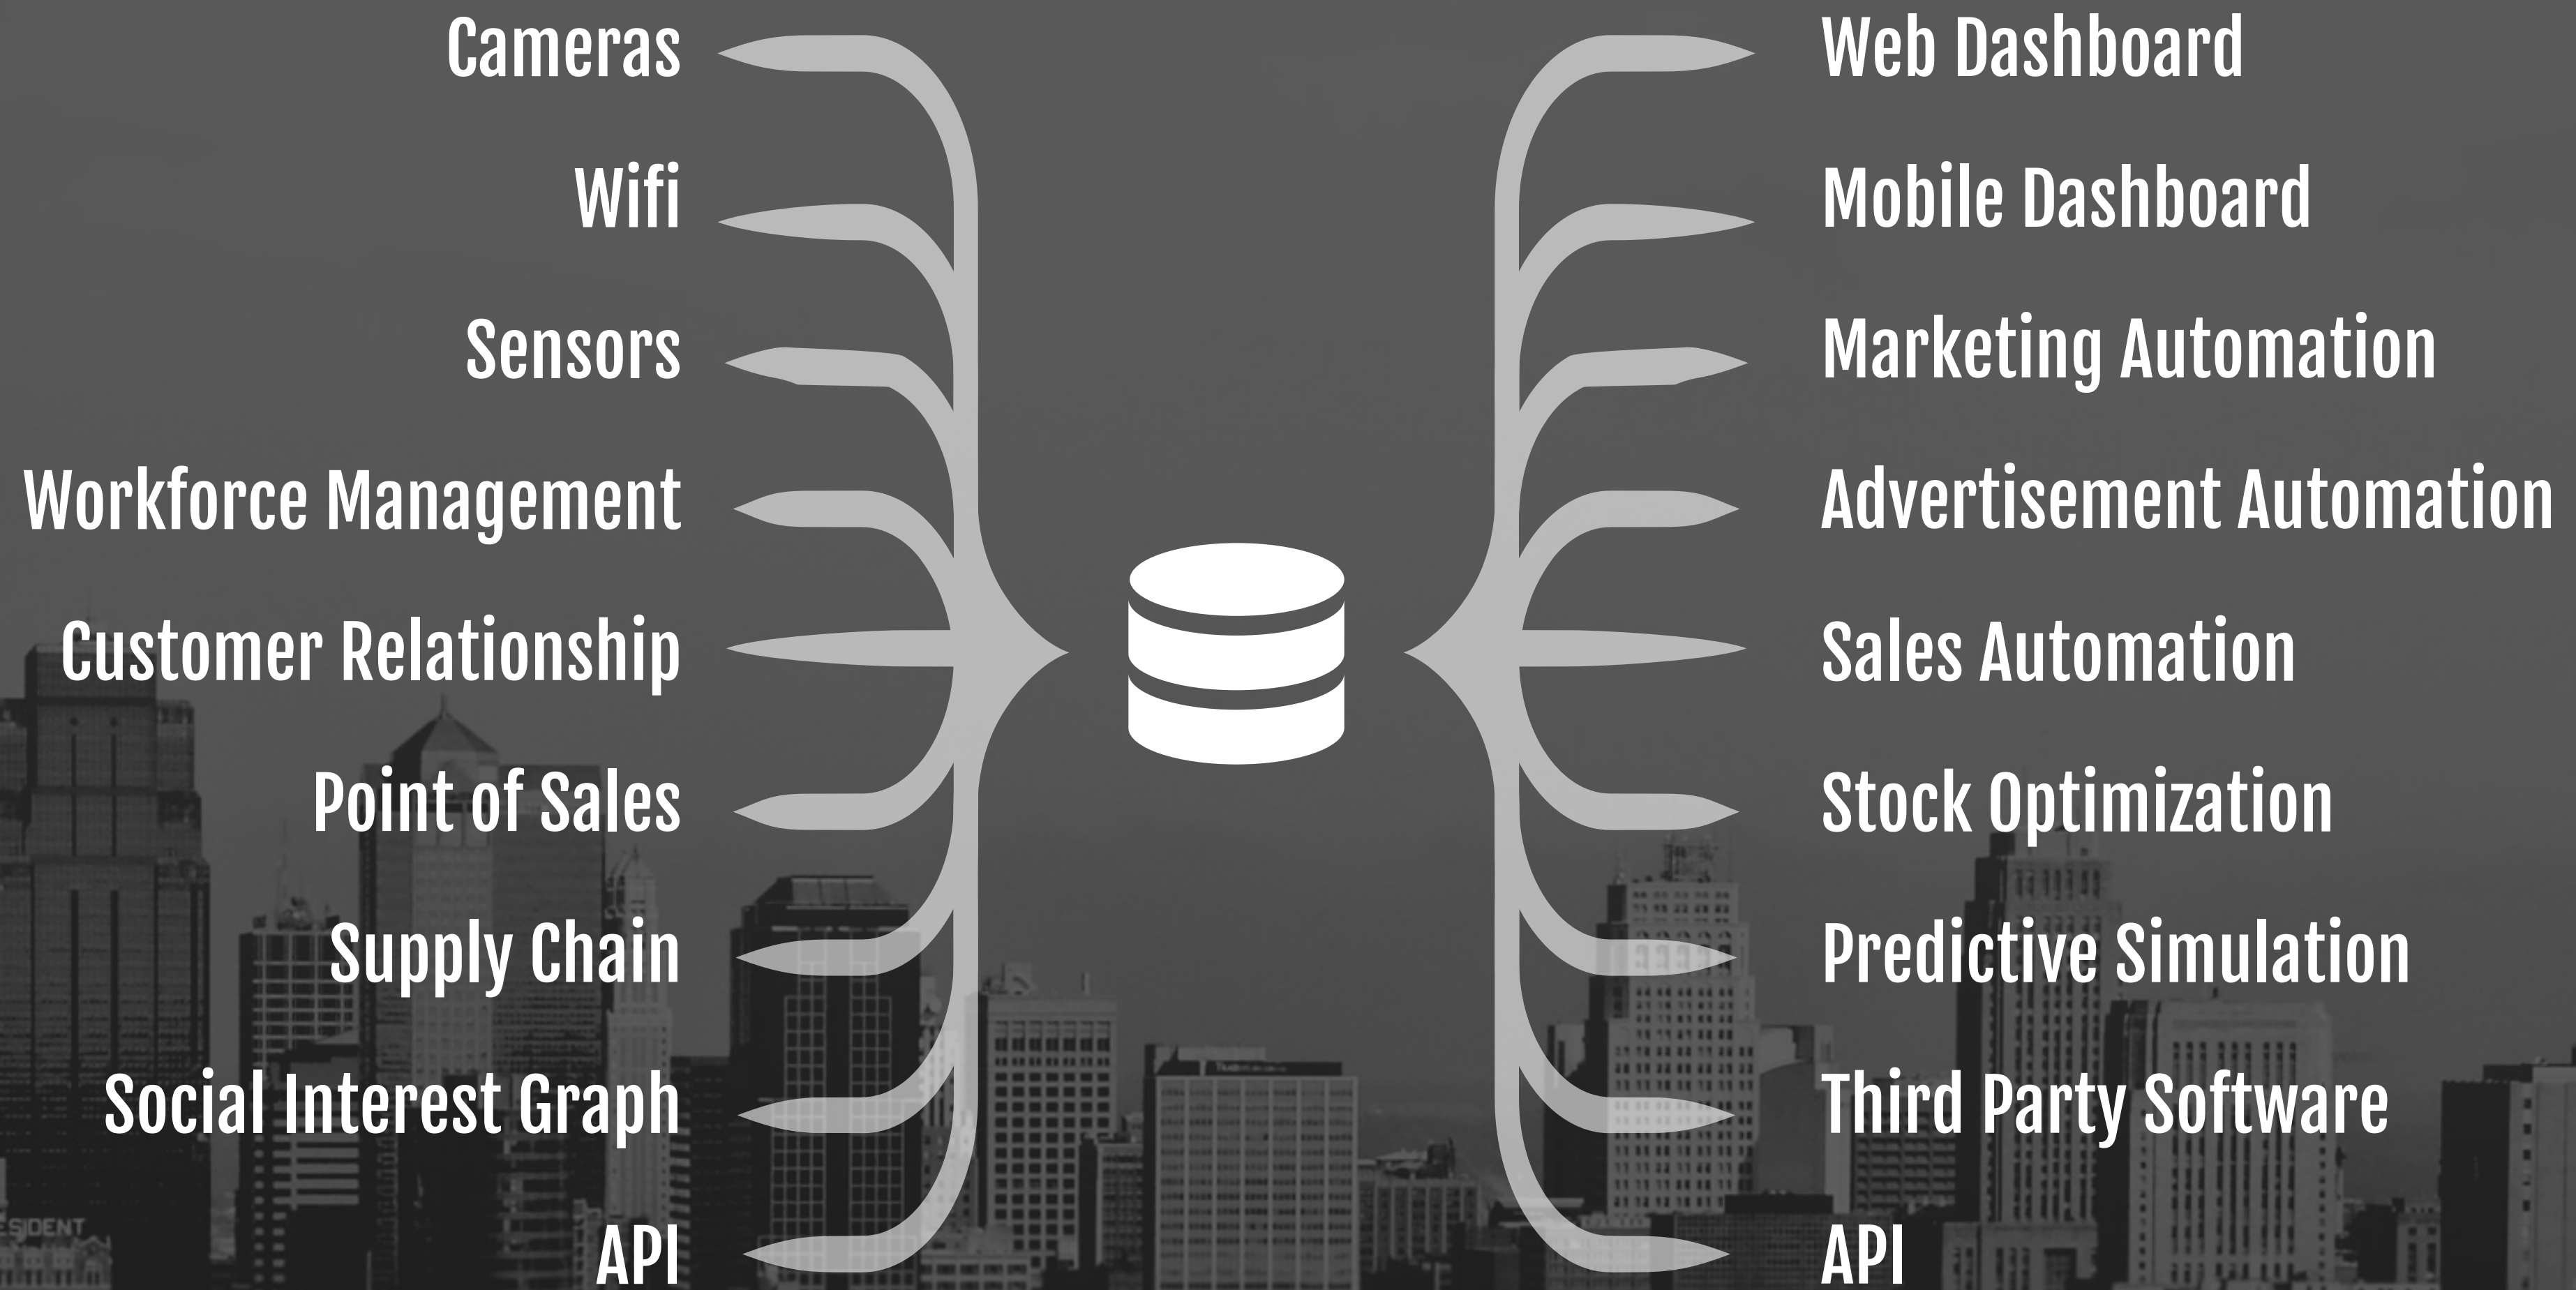 Cameras
Wifi
Sensors
Workforce Management
Customer Relationship
Point of Sales
Supply Chain
Social Interest Graph
API
Web Dashboard
Mobile Dashboard
Marketing Automation
Advertisement Automation
Sales Automation
Stock Optimization
Predictive Simulation
Third Party Software
API
ESIDENT